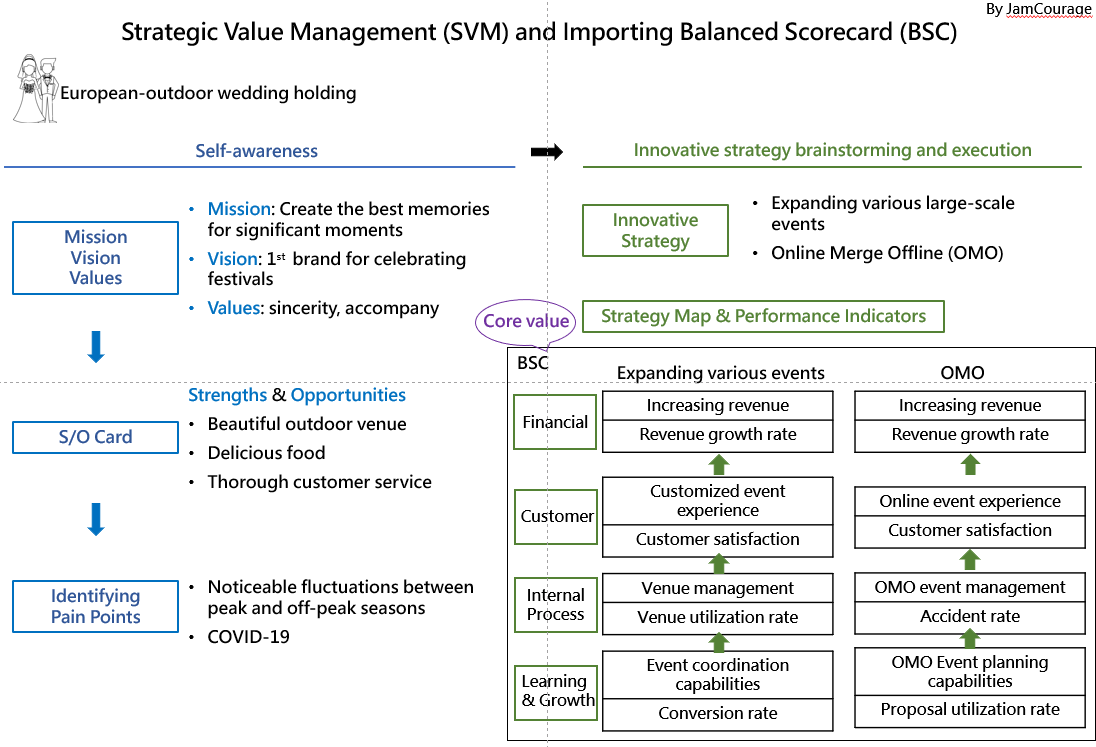 By JamCourage
Strategic Value Management (SVM) and Importing Balanced Scorecard (BSC)
European-outdoor wedding holding
Self-awareness
Mission
Vision
Values
• Mission: Create the best memories
for significant moments
• Vision: 1st brand for celebrating
festivals
• Values: sincerity, accompany
S/O Card
Strengths & Opportunities
• Beautiful outdoor venue
• Delicious food
• Thorough customer service
Identifying
Pain Points
• Noticeable fluctuations between
peak and off-peak seasons
• COVID-19
Innovative strategy brainstorming and execution
Innovative
Strategy
• Expanding various large-scale
events
• Online Merge Offline (OMO)
Core value
Strategy Map & Performance Indicators
BSC
Expanding various events
OMO
Financial
Increasing revenue
Revenue growth rate
Increasing revenue
Revenue growth rate
Customer
Customized event
experience
Customer satisfaction
Online event experience
Customer satisfaction
Internal
Process
Venue management
Venue utilization rate
OMO event management
Accident rate
Learning
& Growth
Event coordination
capabilities
Conversion rate
OMO Event planning
capabilities
Proposal utilization rate